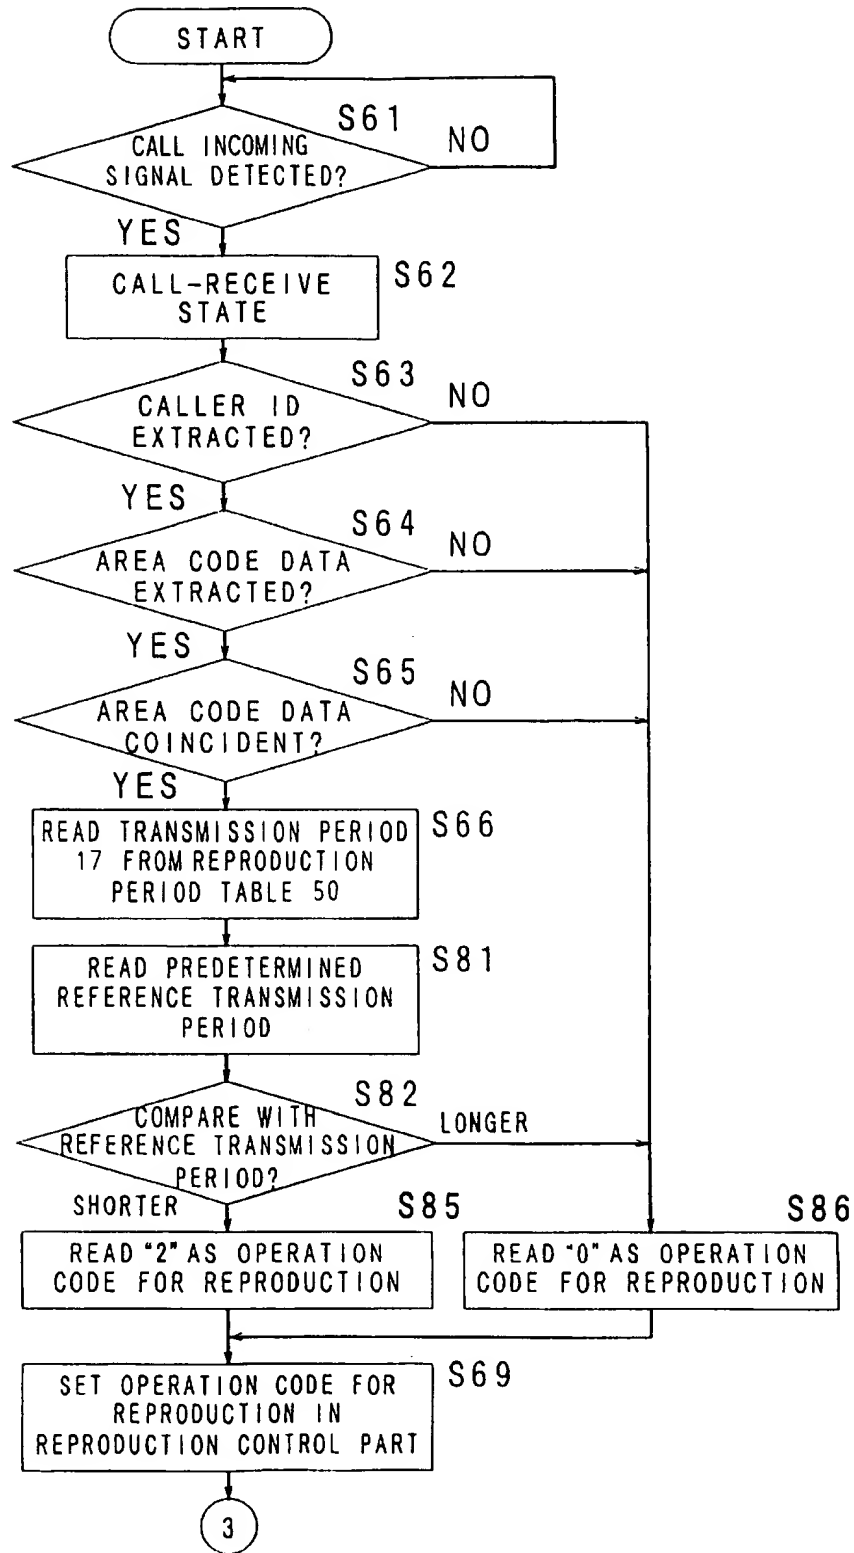 START
S61
CALL INCOMING
SIGNAL DETECTED?
NO
YES
CALL-RECEIVE
STATE
S62
S63
CALLER ID
EXTRACTED?
NO
YES
S64
AREA CODE DATA
EXTRACTED?
NO
YES
S65
AREA CODE DATA
COINCIDENT?
NO
YES
READ TRANSMISSION PERIOD
17 FROM REPRODUCTION
PERIOD TABLE 50
S66
READ PREDETERMINED
REFERENCE TRANSMISSION
PERIOD
S81
S82
COMPARE WITH
REFERENCE TRANSMISSION
PERIOD?
LONGER
SHORTER
S85
READ "2" AS OPERATION
CODE FOR REPRODUCTION
S86
READ "0" AS OPERATION
CODE FOR REPRODUCTION
SET OPERATION CODE FOR
REPRODUCTION IN
REPRODUCTION CONTROL PART
S69
3